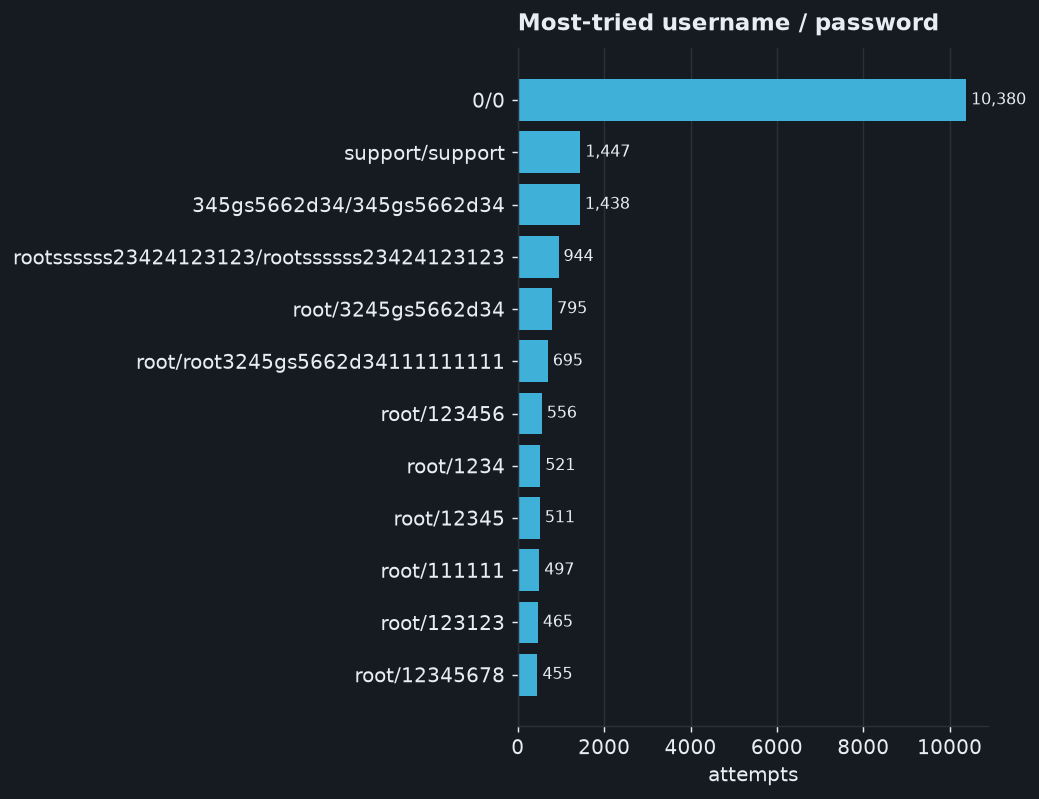 Most-tried username / password
0/0 10,380
support/support 1,447
345gs5662d34/345gs5662d34 1,438
rootssssss23424123123/rootssssss23424123123 944
root/3245gs5662d34 795
root/root3245gs5662d34111111111 695
root/123456 556
root/1234 521
root/12345 511
root/111111 497
root/123123 465
root/12345678 455
0 2000 4000 6000 8000 10000
attempts